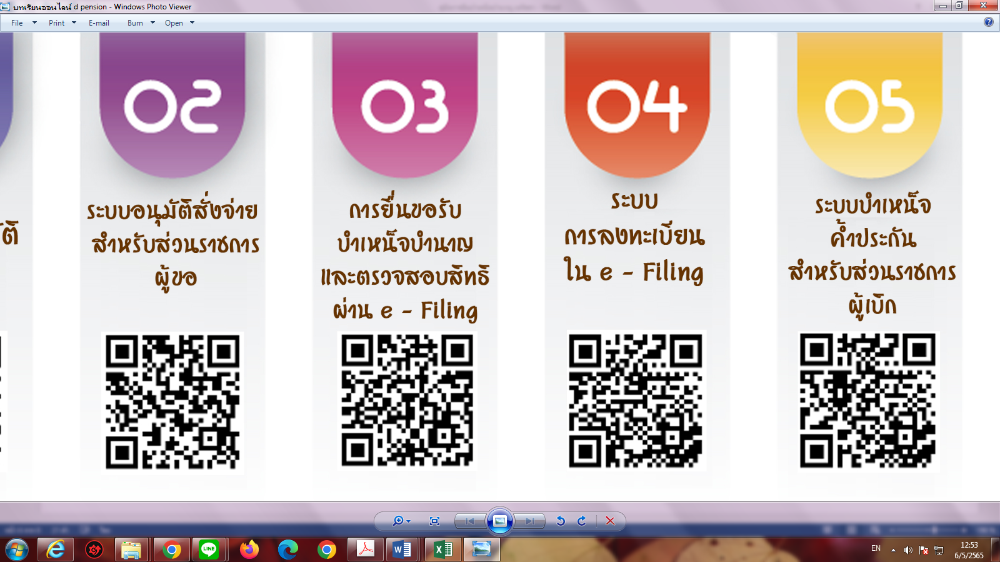 บทเรียนออนไลน์ d pension - Windows Photo Viewer
File Print E-mail Burn Open
02
ระบบอนุมัติสั่งจ่าย
สำหรับส่วนราชการ
ผู้ขอ
03
การยื่นขอรับ
บำเหน็จบำนาญ
และตรวจสอบสิทธิ
ผ่าน e - Filing
04
ระบบ
การลงทะเบียน
ใน e - Filing
05
ระบบบำเหน็จ
ค้ำประกัน
สำหรับส่วนราชการ
ผู้เบิก
LINE
EN
12:53
6/5/2565